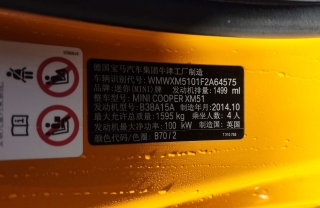 德国宝马汽车集团牛津工厂制造
车辆识别代号: WMWXM5101F2A64575
品牌: 迷你(MINI)牌 发动机排量: 1499 ml
整车型号: MINI COOPER XM51
发动机型号: B38A15A 制造年月: 2014.10
最大允许总质量: 1595 kg 乘坐人数: 4 人
发动机最大净功率: 100 kW 制造国: 英国
颜色代码/色圈: B70 / 2